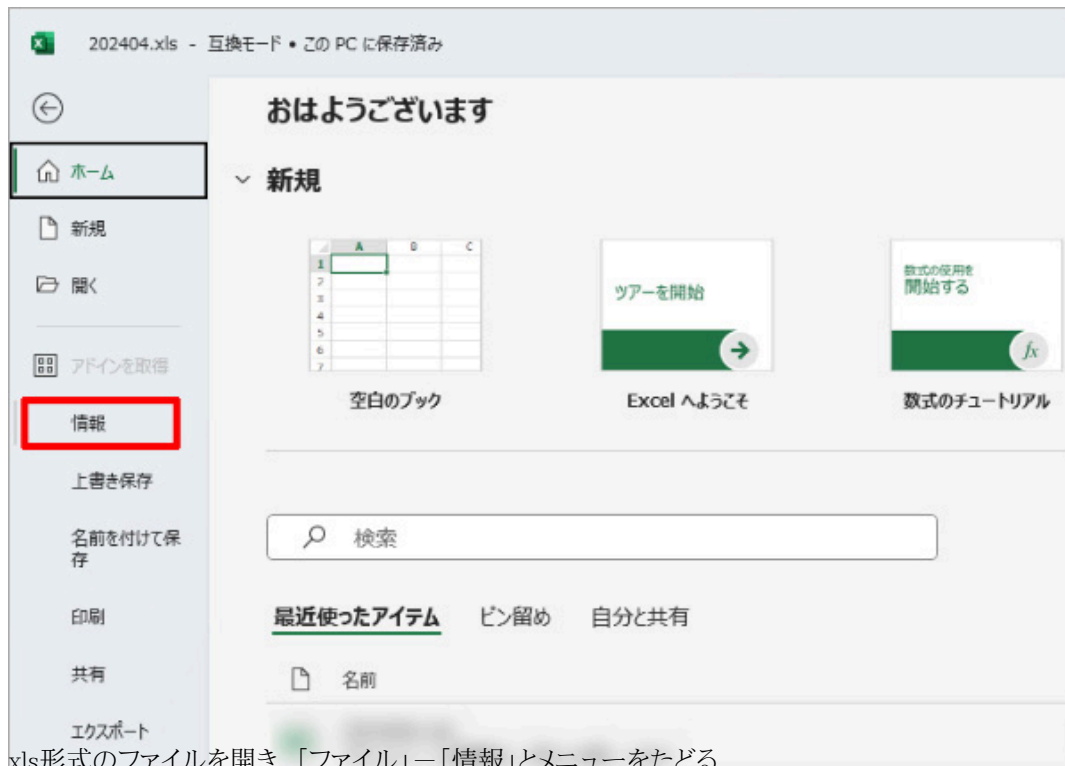 202404.xls - 互換モード • この PC に保存済み
おはようございます
ホーム
新規
新規
開く
A B C
1
2
3
4
5
6
7
ツアーを開始
数式の使用を
開始する
fx
空白のブック
Excel へようこそ
数式のチュートリアル
アドインを取得
情報
上書き保存
名前を付けて保
存
印刷
共有
エクスポート
検索
最近使ったアイテム ピン留め 自分と共有
名前
xls形式のファイルを開き、「ファイル」－「情報」とメニューをたどる